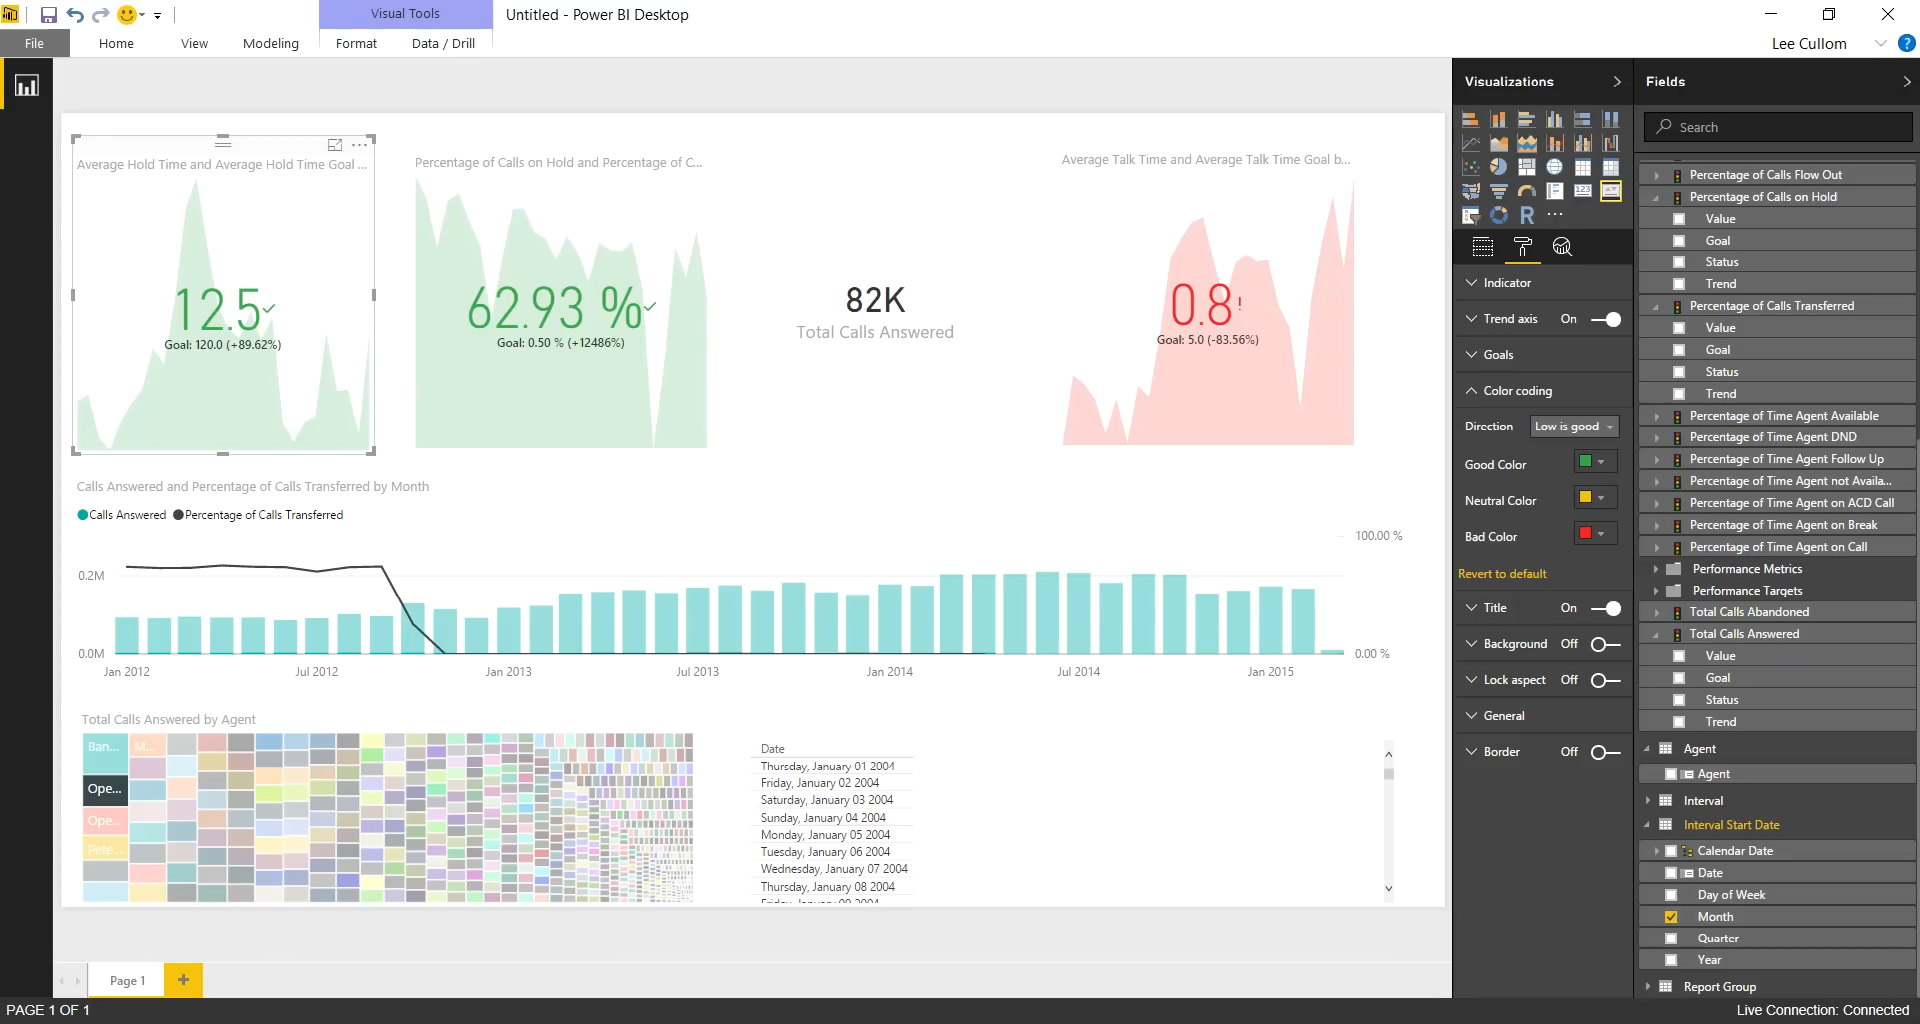 Visual Tools
Untitled - Power BI Desktop
File
Home
View
Modeling
Format
Data / Drill
Lee Cullom
?
Average Hold Time and Average Hold Time Goal ...
12.5
Goal: 120.0 (+89.62%)
Percentage of Calls on Hold and Percentage of C...
62.93 %
Goal: 0.50 % (+12486%)
82K
Total Calls Answered
Average Talk Time and Average Talk Time Goal b...
0.8!
Goal: 5.0 (-83.56%)
Calls Answered and Percentage of Calls Transferred by Month
Calls Answered
Percentage of Calls Transferred
100.00 %
0.2M
0.0M
0.00 %
Jan 2012
Jul 2012
Jan 2013
Jul 2013
Jan 2014
Jul 2014
Jan 2015
Total Calls Answered by Agent
Ban...
M...
Ope...
Ope...
Pete...
Date
Thursday, January 01 2004
Friday, January 02 2004
Saturday, January 03 2004
Sunday, January 04 2004
Monday, January 05 2004
Tuesday, January 06 2004
Wednesday, January 07 2004
Thursday, January 08 2004
Page 1
+
PAGE 1 OF 1
Visualizations
123
R
...
Indicator
Trend axis On
Goals
Color coding
Direction Low is good
Good Color
Neutral Color
Bad Color
Revert to default
Title On
Background Off
Lock aspect Off
General
Border Off
Fields
Search
Percentage of Calls Flow Out
Percentage of Calls on Hold
Value
Goal
Status
Trend
Percentage of Calls Transferred
Value
Goal
Status
Trend
Percentage of Time Agent Available
Percentage of Time Agent DND
Percentage of Time Agent Follow Up
Percentage of Time Agent not Availa...
Percentage of Time Agent on ACD Call
Percentage of Time Agent on Break
Percentage of Time Agent on Call
Performance Metrics
Performance Targets
Total Calls Abandoned
Total Calls Answered
Value
Goal
Status
Trend
Agent
Agent
Interval
Interval Start Date
Calendar Date
Date
Day of Week
Month
Quarter
Year
Report Group
Live Connection: Connected